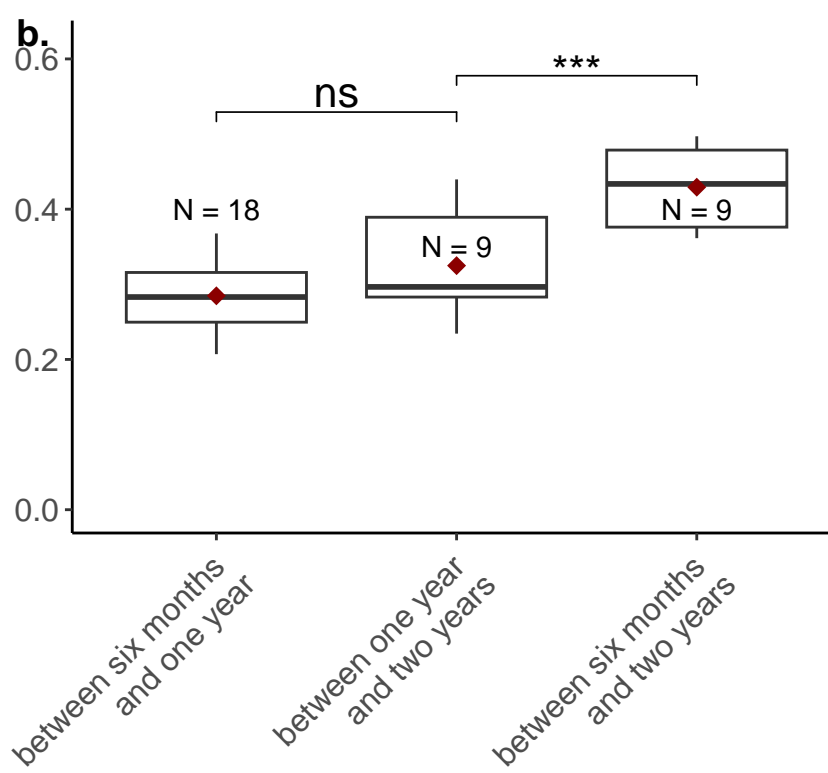 b.
0.6
0.4
0.2
0.0
ns
***
N = 18
N = 9
N = 9
between six months
and one year
between one year
and two years
between six months
and two years